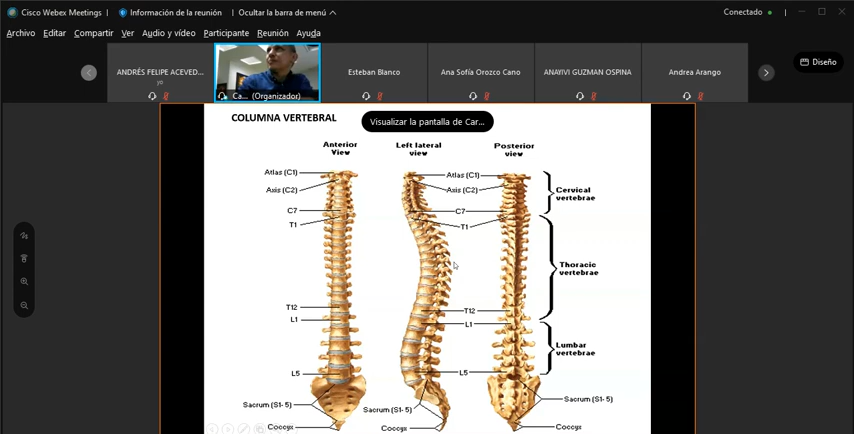 Cisco Webex Meetings | Información de la reunión | Ocultar la barra de menú
Conectado
Archivo Editar Compartir Ver Audio y vídeo Participante Reunión Ayuda
ANDRÉS FELIPE ACEVED...
yo
Ca... (Organizador)
Esteban Blanco
Ana Sofía Orozco Cano
ANAYIVI GUZMAN OSPINA
Andrea Arango
Diseño
COLUMNA VERTEBRAL
Visualizar la pantalla de Car...
Anterior
View
Left lateral
view
Posterior
view
Atlas (C1)
Atlas (C1)
Axis (C2)
Axis (C2)
Cervical
vertebrae
C7
C7
T1
T1
Thoracic
vertebrae
T12
T12
L1
L1
Lumbar
vertebrae
L5
L5
Sacrum (S1-5)
Sacrum (S1-5)
Sacrum (S1-5)
Coccyx
Coccyx
Coccyx